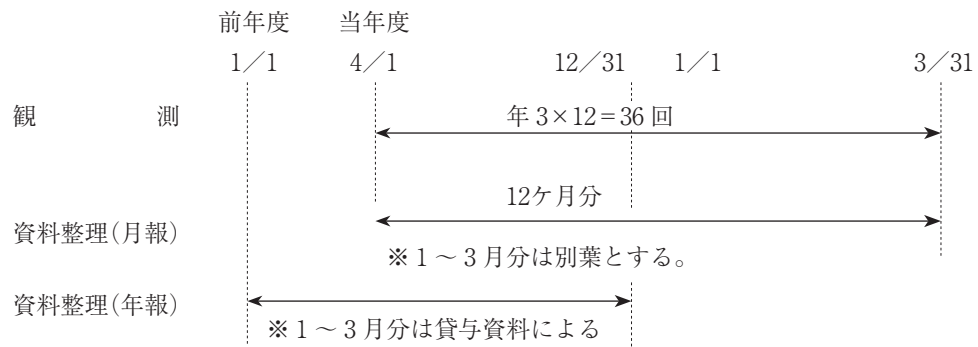 前年度 当年度
1／1 4／1 12／31 1／1 3／31
観 測 年 3×12=36 回
12ケ月分
資料整理(月報)
※ 1 ～ 3 月分は別葉とする。
資料整理(年報)
※ 1 ～ 3 月分は貸与資料による